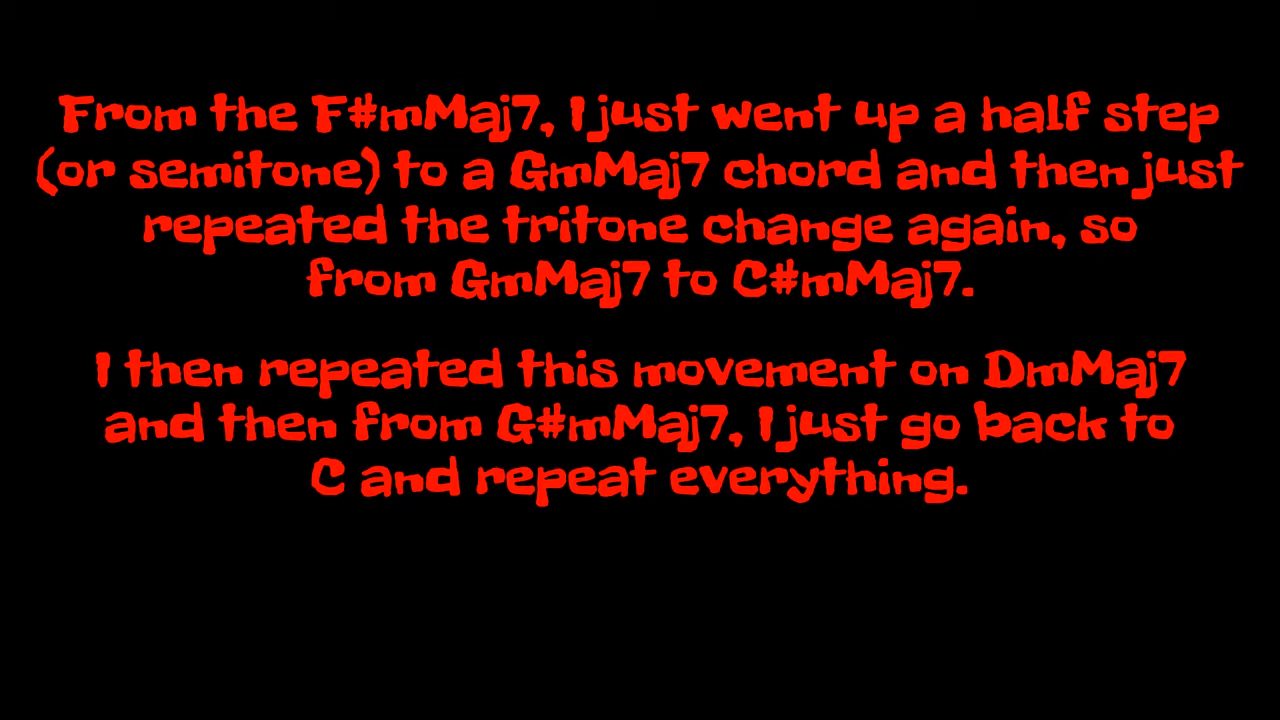 From the F#mMaj7, I just went up a half step
(or semitone) to a GmMaj7 chord and then just
repeated the tritone change again, so
from GmMaj7 to C#mMaj7.
I then repeated this movement on DmMaj7
and then from G#mMaj7, I just go back to
C and repeat everything.